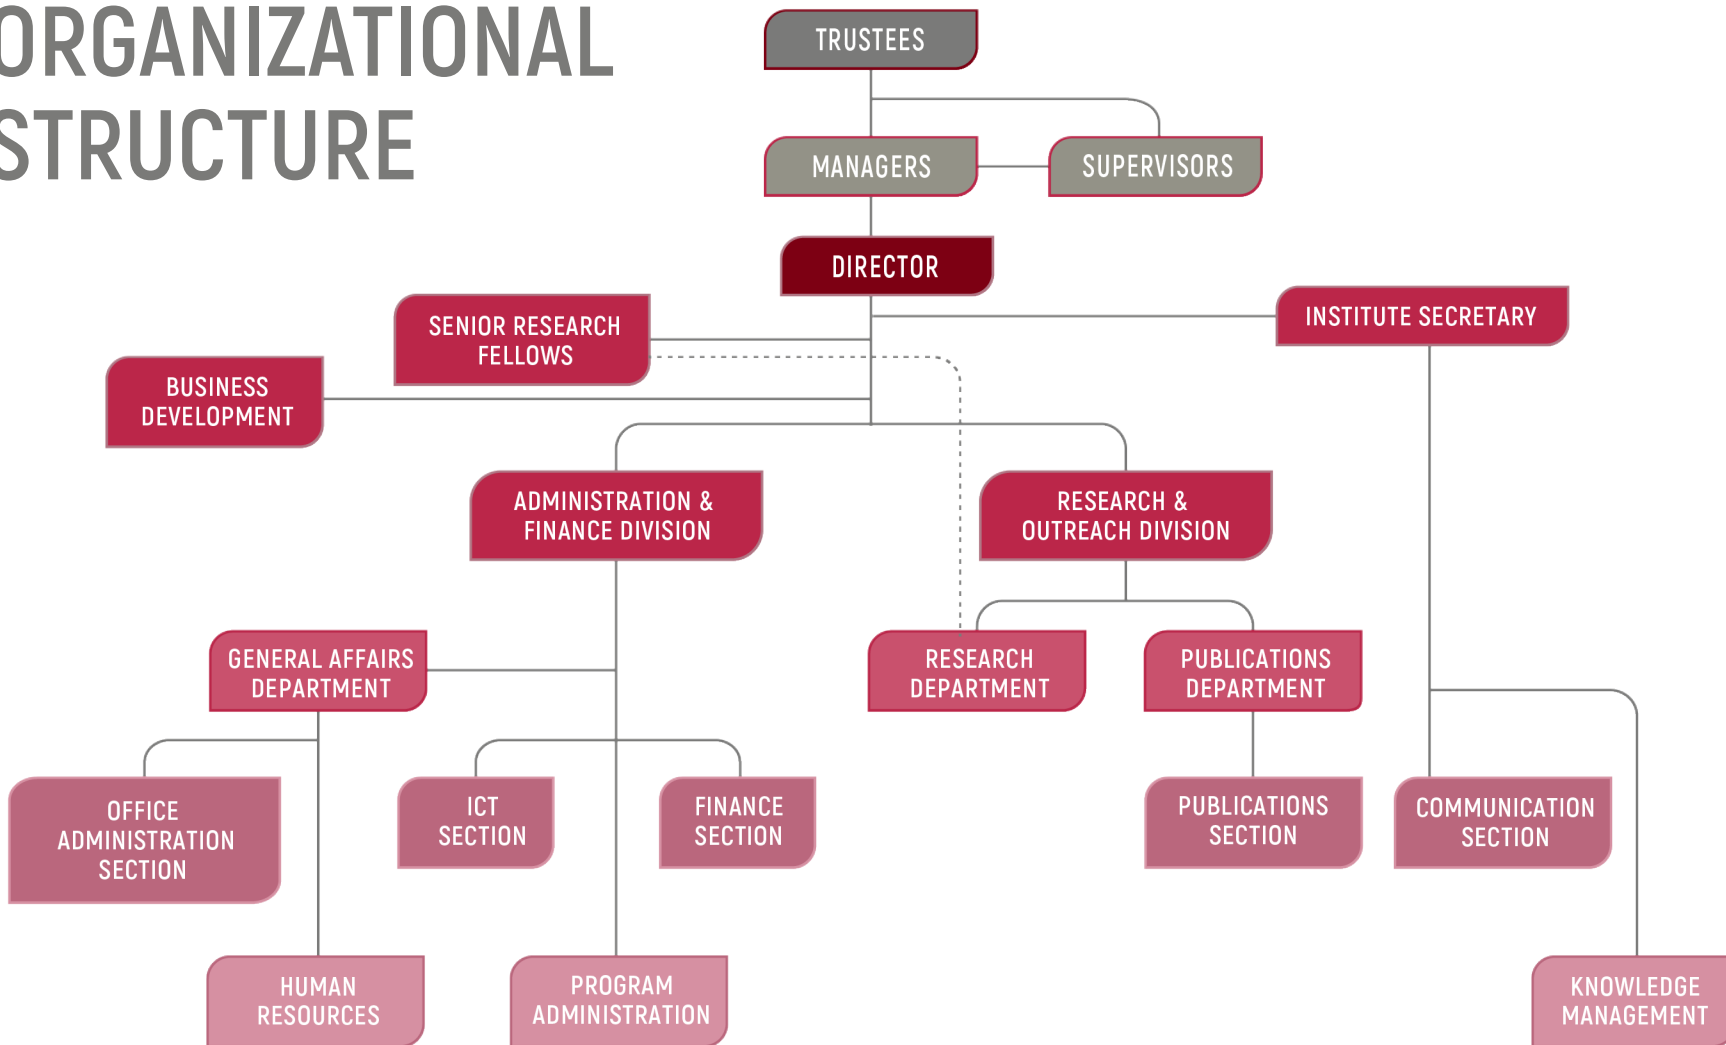 ORGANIZATIONAL
STRUCTURE
TRUSTEES
MANAGERS
SUPERVISORS
DIRECTOR
SENIOR RESEARCH
FELLOWS
INSTITUTE SECRETARY
BUSINESS
DEVELOPMENT
ADMINISTRATION &
FINANCE DIVISION
RESEARCH &
OUTREACH DIVISION
GENERAL AFFAIRS
DEPARTMENT
RESEARCH
DEPARTMENT
PUBLICATIONS
DEPARTMENT
OFFICE
ADMINISTRATION
SECTION
ICT
SECTION
FINANCE
SECTION
PUBLICATIONS
SECTION
COMMUNICATION
SECTION
HUMAN
RESOURCES
PROGRAM
ADMINISTRATION
KNOWLEDGE
MANAGEMENT